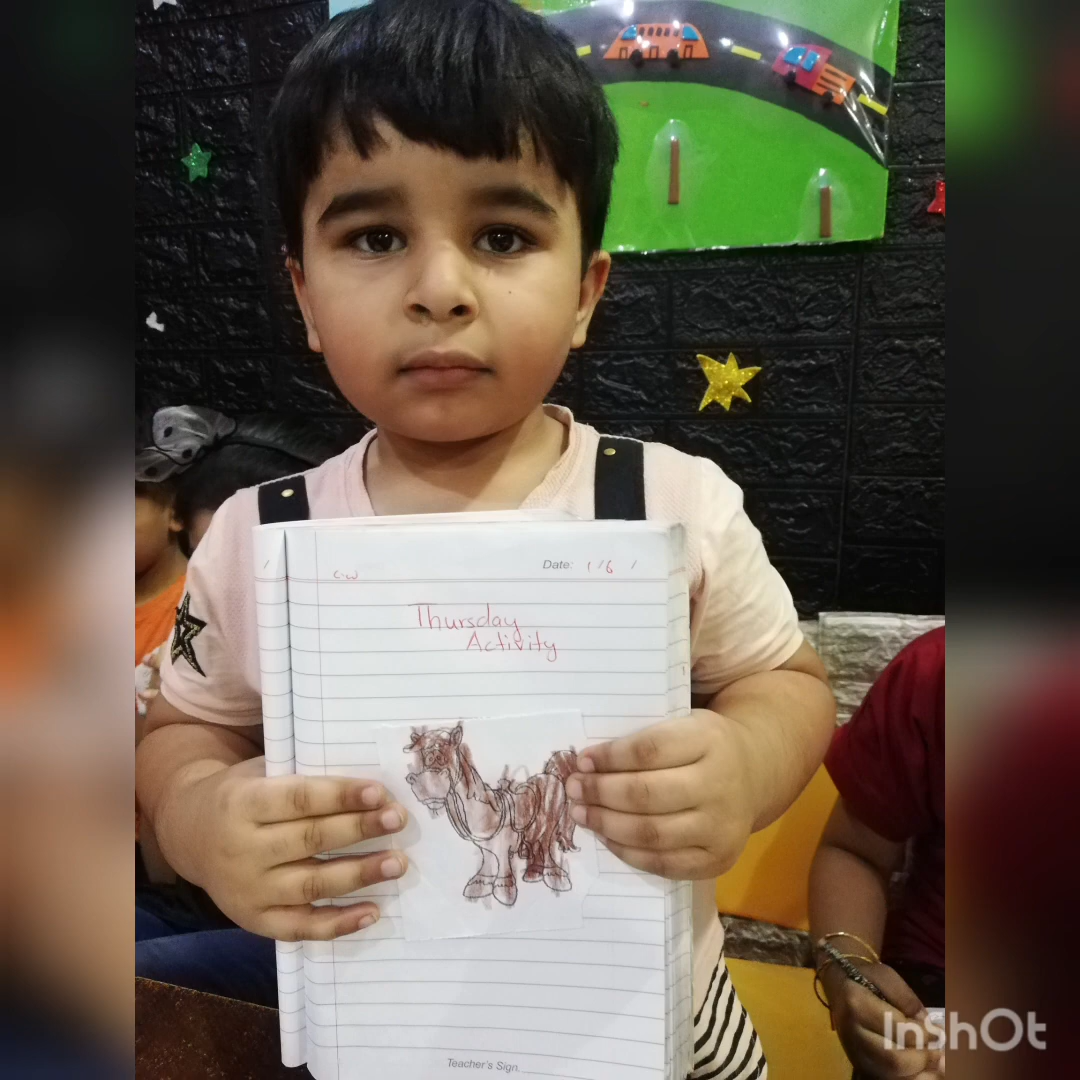 c.w
Date: 1/6/
Thursday
Activity
Teacher's Sign.
InShOt